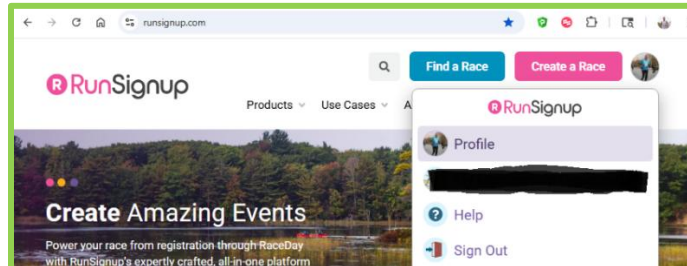 runsignup.com
RunSignup
Find a Race
Create a Race
Products
Use Cases
A
RunSignup
Profile
Help
Sign Out
Create Amazing Events
Power your race from registration through RaceDay
with RunSignup's expertly crafted, all-in-one platform